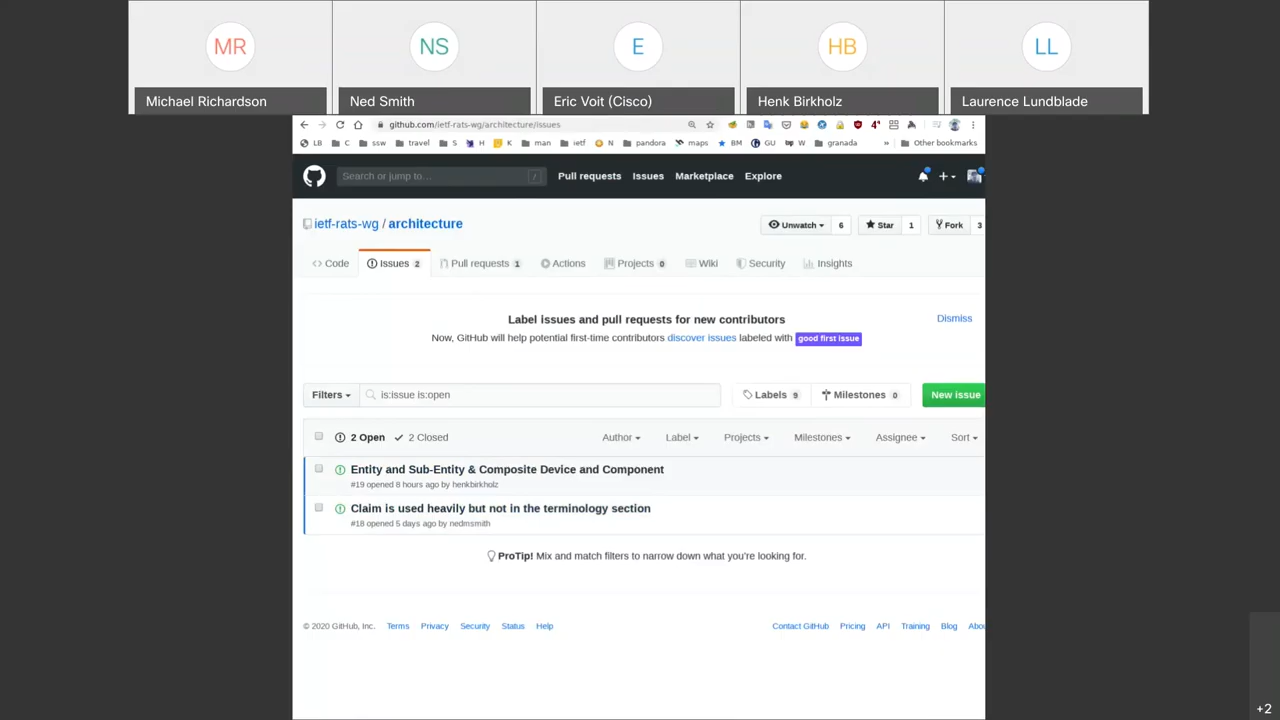 MR NS E HB LL
Michael Richardson Ned Smith Eric Voit (Cisco) Henk Birkholz Laurence Lundblade
github.com/ietf-rats-wg/architecture/issues 4°
LB C ssw travel S H K man ietf N pandora maps BM GU W granada » Other bookmarks
Search or jump to... / Pull requests Issues Marketplace Explore
ietf-rats-wg / architecture Unwatch 6 Star 1 Fork 3
Code Issues 2 Pull requests 1 Actions Projects 0 Wiki Security Insights
Label issues and pull requests for new contributors Dismiss
Now, GitHub will help potential first-time contributors discover issues labeled with good first issue
Filters is:issue is:open Labels 9 Milestones 0 New issue
2 Open 2 Closed Author Label Projects Milestones Assignee Sort
Entity and Sub-Entity & Composite Device and Component
#19 opened 8 hours ago by henkbirkholz
Claim is used heavily but not in the terminology section
#18 opened 5 days ago by nedmsmith
ProTip! Mix and match filters to narrow down what you're looking for.
© 2020 GitHub, Inc. Terms Privacy Security Status Help Contact GitHub Pricing API Training Blog Abou
+2